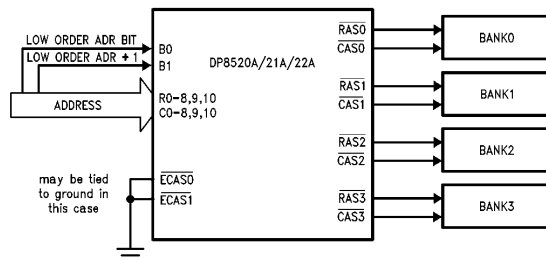 LOW ORDER ADR BIT
LOW ORDER ADR + 1
ADDRESS
B0
B1
R0-8,9,10
C0-8,9,10
DP8520A/21A/22A
may be tied
to ground in
this case
ECAS0
ECAS1
RAS0
CAS0
BANK0
RAS1
CAS1
BANK1
RAS2
CAS2
BANK2
RAS3
CAS3
BANK3